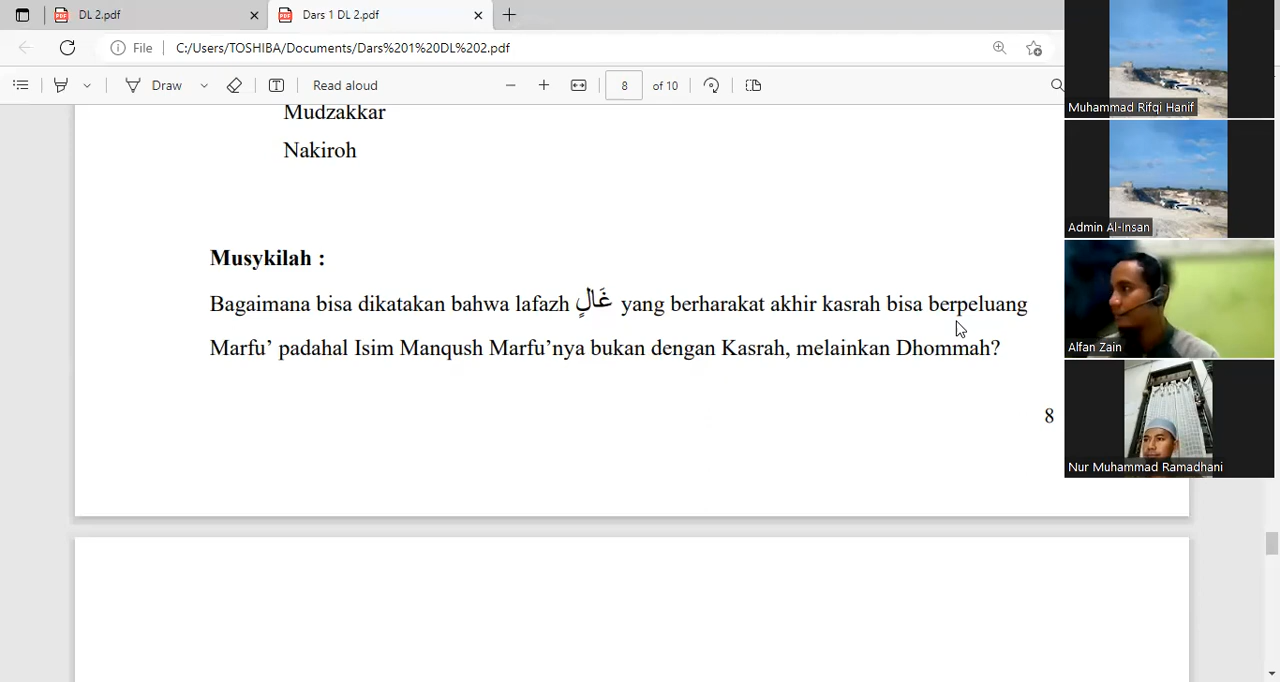 DL 2.pdf
Dars 1 DL 2.pdf
File
C:/Users/TOSHIBA/Documents/Dars%201%20DL%202.pdf
Draw
Read aloud
8 of 10
Mudzakkar
Nakiroh
Musykilah :
Bagaimana bisa dikatakan bahwa lafazh غَالٍ yang berharakat akhir kasrah bisa berpeluang
Marfu’ padahal Isim Manqush Marfu’nya bukan dengan Kasrah, melainkan Dhommah?
8
Muhammad Rifqi Hanif
Admin Al-Insan
Alfan Zain
Nur Muhammad Ramadhani